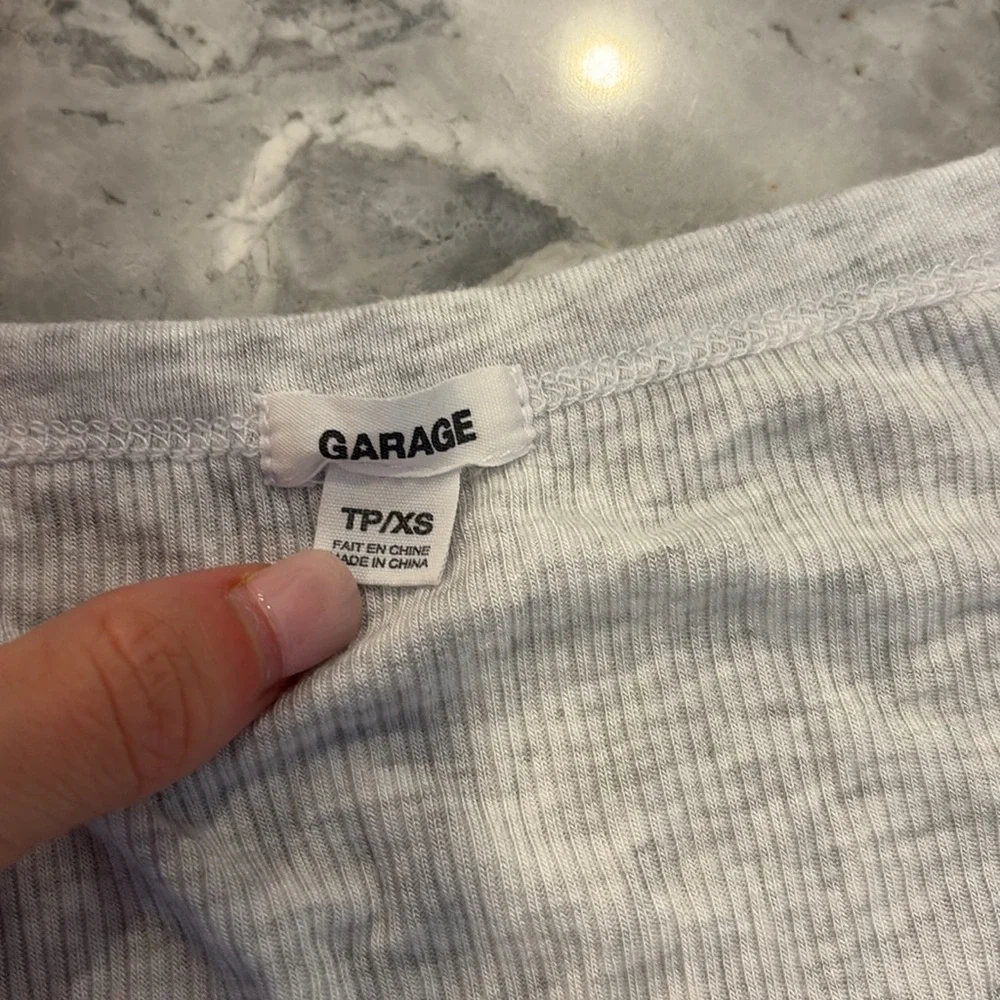 GARAGE
TP/XS
FAIT EN CHINE
MADE IN CHINA